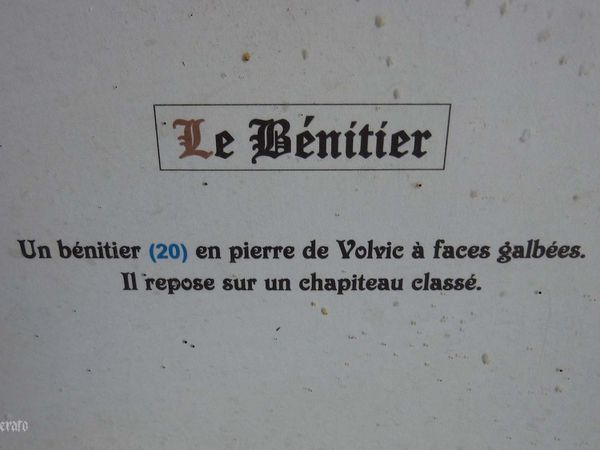 Le Bénitier
Un bénitier (20) en pierre de Volvic à faces galbées.
Il repose sur un chapiteau classé.